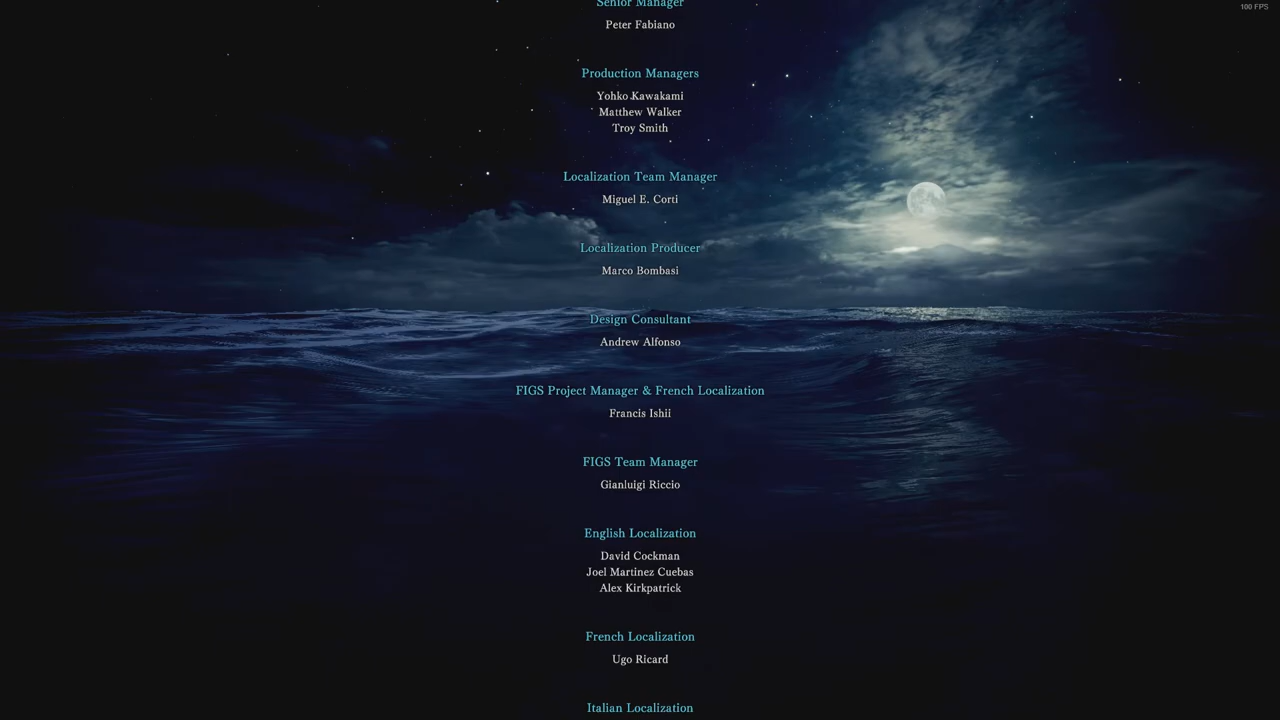 100 FPS
Senior Manager
Peter Fabiano
Production Managers
Yohko Kawakami
Matthew Walker
Troy Smith
Localization Team Manager
Miguel E. Corti
Localization Producer
Marco Bombasi
Design Consultant
Andrew Alfonso
FIGS Project Manager & French Localization
Francis Ishii
FIGS Team Manager
Gianluigi Riccio
English Localization
David Cockman
Joel Martinez Cuebas
Alex Kirkpatrick
French Localization
Ugo Ricard
Italian Localization